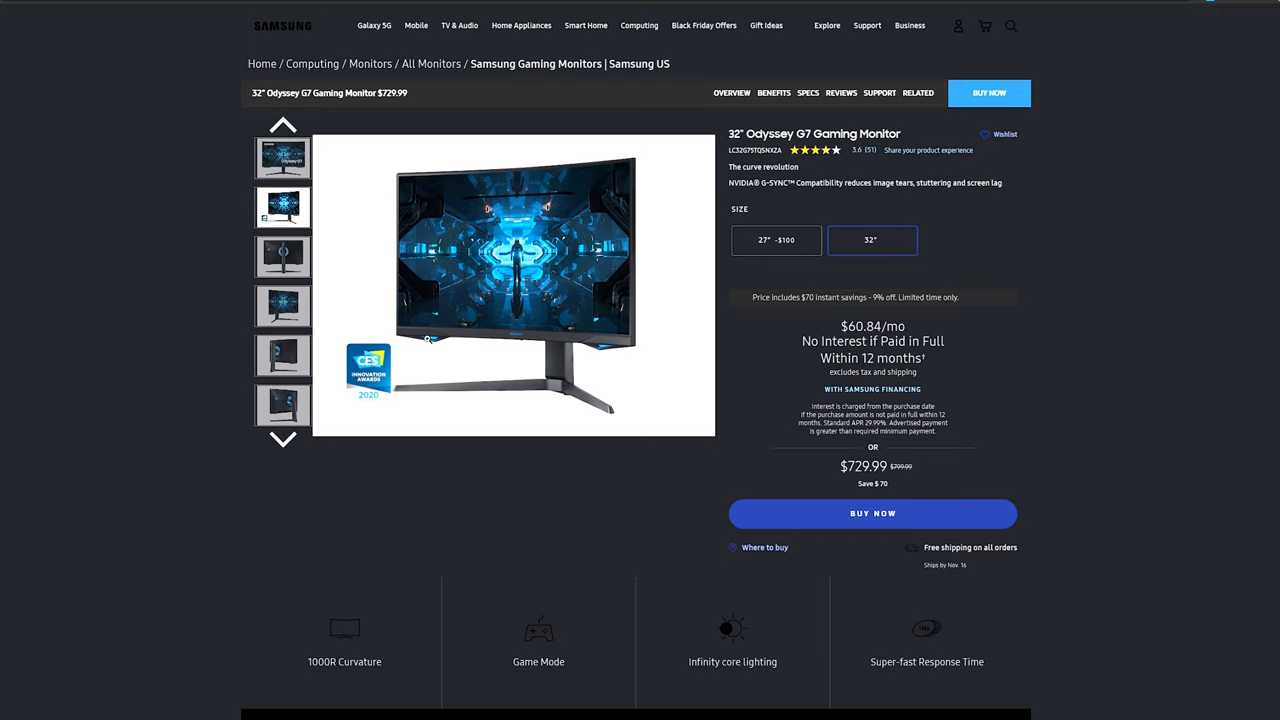 SAMSUNG
Galaxy 5G Mobile TV & Audio Home Appliances Smart Home Computing Black Friday Offers Gift Ideas Explore Support Business
Home / Computing / Monitors / All Monitors / Samsung Gaming Monitors | Samsung US
32" Odyssey G7 Gaming Monitor $729.99 OVERVIEW BENEFITS SPECS REVIEWS SUPPORT RELATED BUY NOW
Odyssey G7
CES
INNOVATION
AWARDS
2020
32" Odyssey G7 Gaming Monitor Wishlist
LC32G75TQSNXZA 3.6 (51) Share your product experience
The curve revolution
NVIDIA® G-SYNC™ Compatibility reduces image tears, stuttering and screen lag
SIZE
27" -$100 32"
Price includes $70 instant savings - 9% off. Limited time only.
$60.84/mo
No Interest if Paid in Full
Within 12 months†
excludes tax and shipping
WITH SAMSUNG FINANCING
Interest is charged from the purchase date
if the purchase amount is not paid in full within 12
months. Standard APR 29.99%. Advertised payment
is greater than required minimum payment.
OR
$729.99 $799.99
Save $ 70
BUY NOW
Where to buy Free shipping on all orders
Ships by Nov. 16
1000R Curvature Game Mode Infinity core lighting Super-fast Response Time